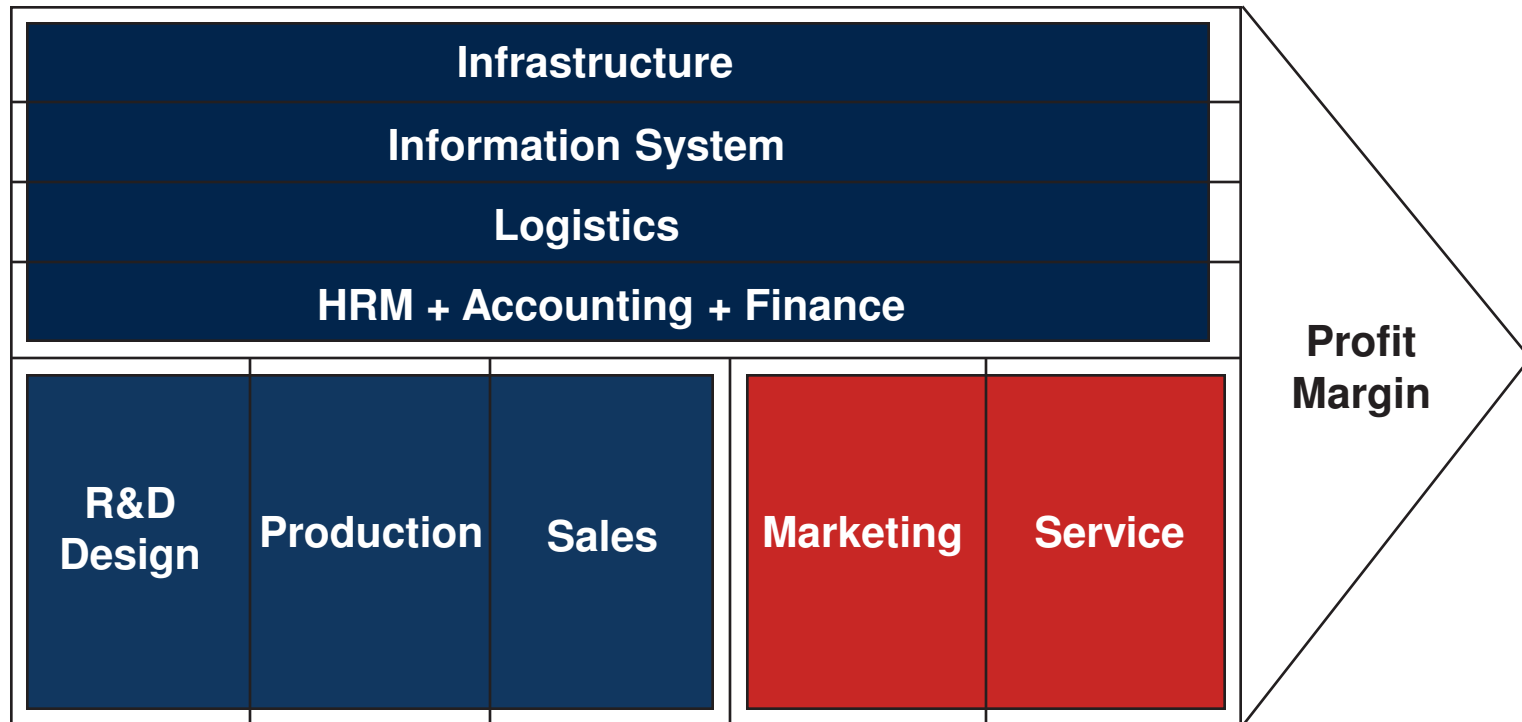 Infrastructure
Information System
Logistics
HRM + Accounting + Finance
Profit
Margin
R&D
Design
Production
Sales
Marketing
Service